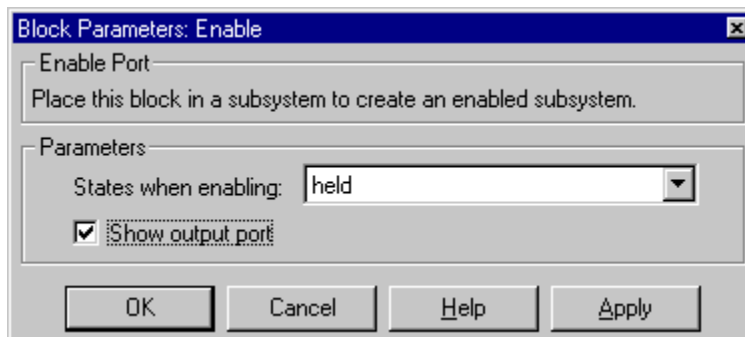 Block Parameters: Enable
Enable Port
Place this block in a subsystem to create an enabled subsystem.
Parameters
States when enabling: held
Show output port
OK Cancel Help Apply